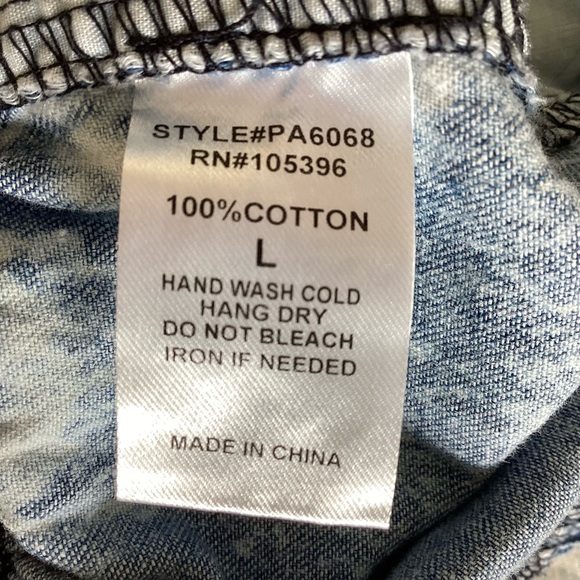 STYLE#PA6068
RN#105396
100%COTTON
L
HAND WASH COLD
HANG DRY
DO NOT BLEACH
IRON IF NEEDED
MADE IN CHINA